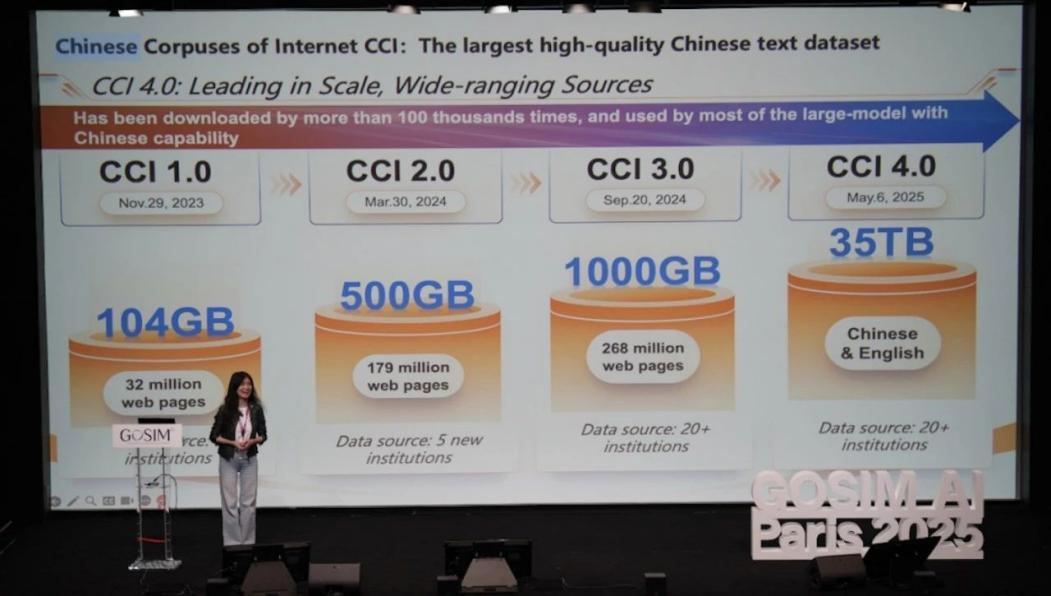 Chinese Corpuses of Internet CCI: The largest high-quality Chinese text dataset
CCI 4.0: Leading in Scale, Wide-ranging Sources
Has been downloaded by more than 100 thousands times, and used by most of the large-model with
Chinese capability
CCI 1.0
Nov.29, 2023
104GB
32 million
web pages
institutions
CCI 2.0
Mar.30, 2024
500GB
179 million
web pages
Data source: 5 new
institutions
CCI 3.0
Sep.20, 2024
1000GB
268 million
web pages
Data source: 20+
institutions
CCI 4.0
May.6, 2025
35TB
Chinese
& English
Data source: 20+
institutions
GOSIM
GOSIM AI
Paris 2025